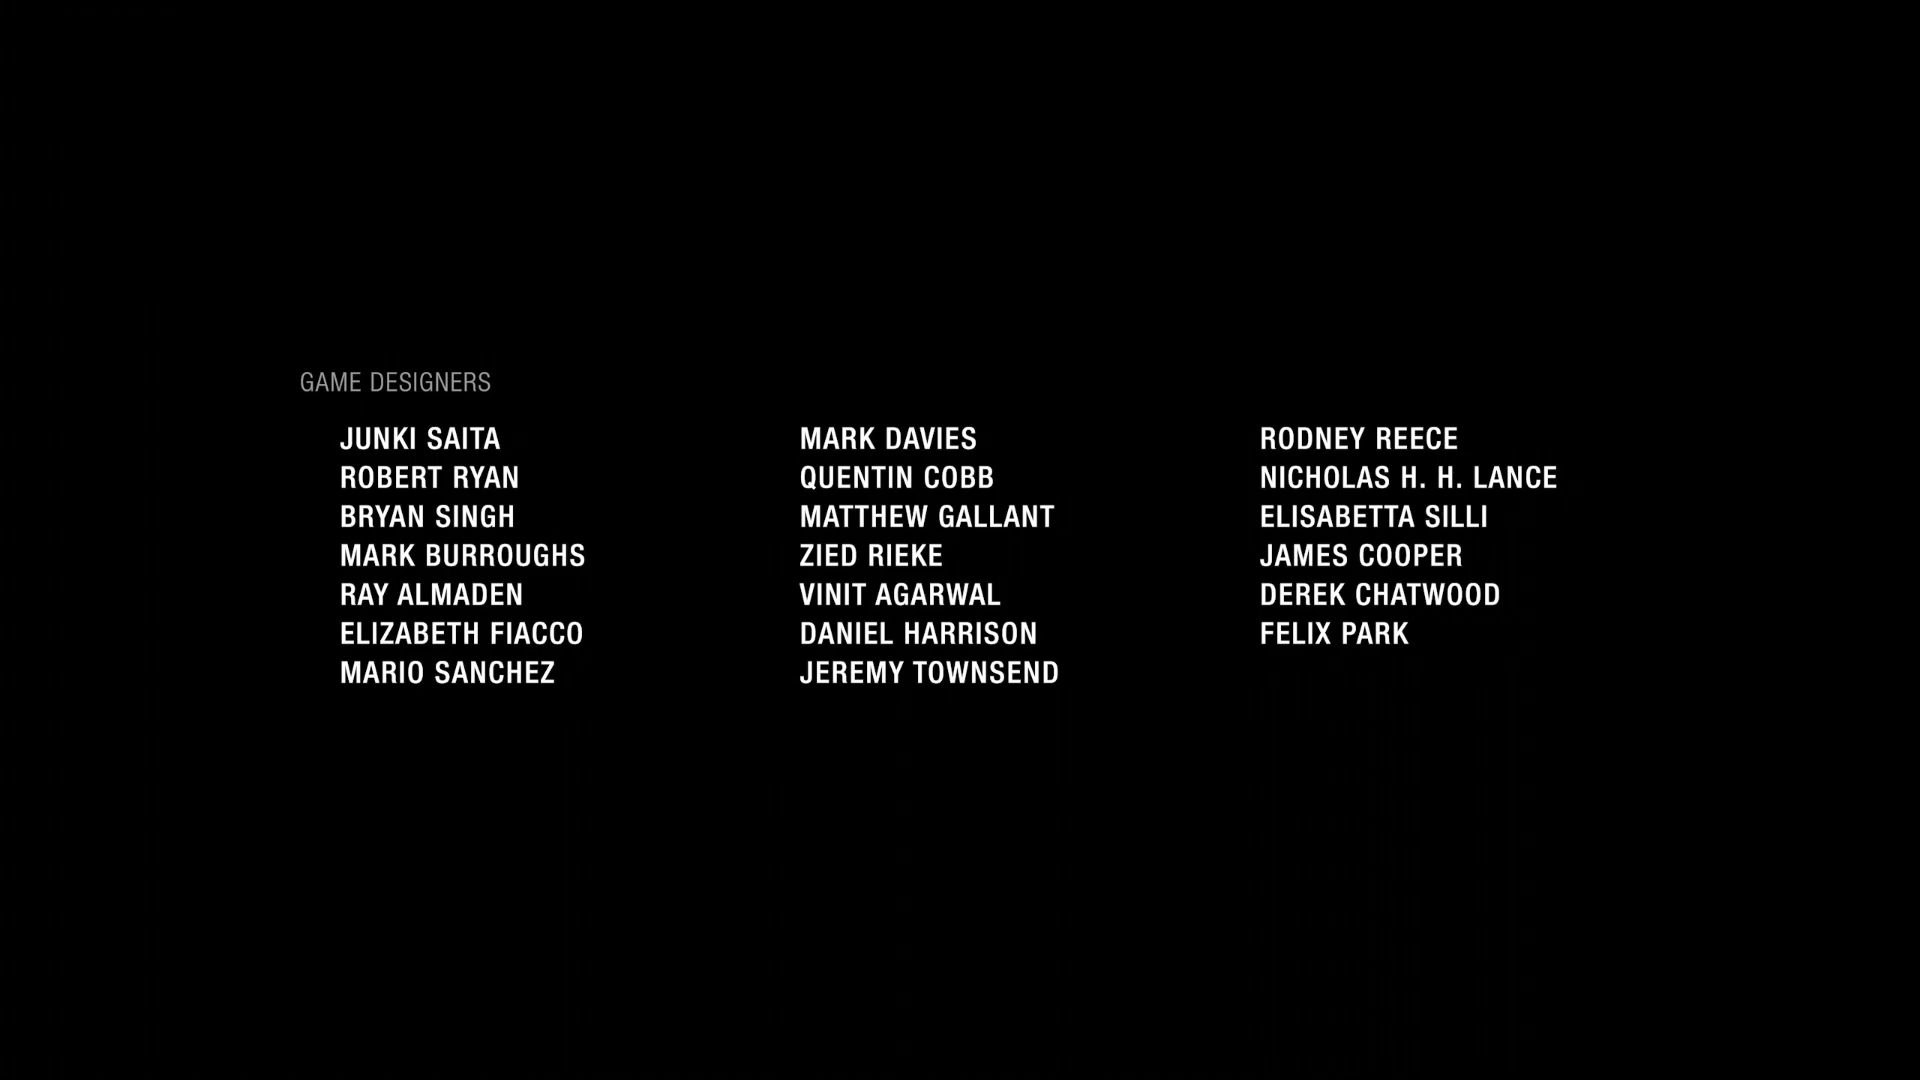 GAME DESIGNERS
JUNKI SAITA
ROBERT RYAN
BRYAN SINGH
MARK BURROUGHS
RAY ALMADEN
ELIZABETH FIACCO
MARIO SANCHEZ
MARK DAVIES
QUENTIN COBB
MATTHEW GALLANT
ZIED RIEKE
VINIT AGARWAL
DANIEL HARRISON
JEREMY TOWNSEND
RODNEY REECE
NICHOLAS H. H. LANCE
ELISABETTA SILLI
JAMES COOPER
DEREK CHATWOOD
FELIX PARK